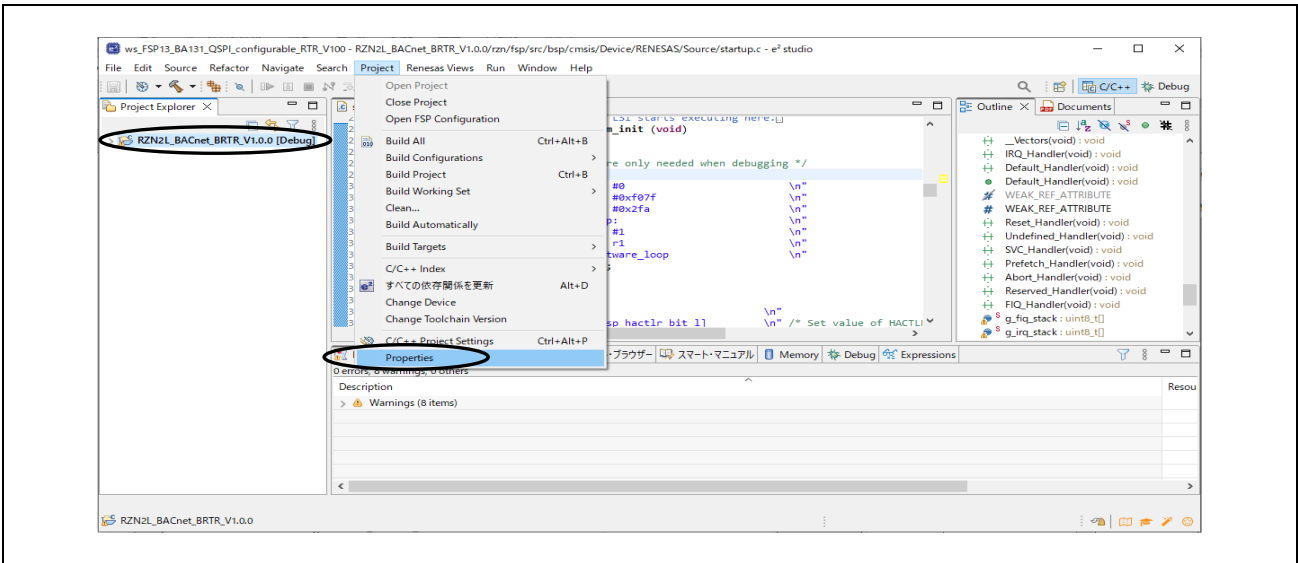 ws_FSP13_BA131_QSPI_configurable_RTR_V100 - RZN2L_BACnet_BRTR_V1.0.0/rzn/fsp/src/bsp/cmsis/Device/RENESAS/Source/startup.c - e² studio
File Edit Source Refactor Navigate Search Project Renesas Views Run Window Help
C/C++ Debug
Project Explorer
RZN2L_BACnet_BRTR_V1.0.0 [Debug]
Open Project
Close Project
Open FSP Configuration
Build All Ctrl+Alt+B
Build Configurations
Build Project Ctrl+B
Build Working Set
Clean...
Build Automatically
Build Targets
C/C++ Index
すべての依存関係を更新 Alt+D
Change Device
Change Toolchain Version
C/C++ Project Settings Ctrl+Alt+P
Properties
LSI starts executing here.
m_init (void)
re only needed when debugging */
#0 \n"
#0xf07f \n"
#0x2fa \n"
p: \n"
#1 \n"
r1 \n"
tware_loop \n"
;
\n"
sp_hactlr_bit_l] \n" /* Set value of HACTL
Outline Documents
__Vectors(void) : void
IRQ_Handler(void) : void
Default_Handler(void) : void
Default_Handler(void) : void
WEAK_REF_ATTRIBUTE
WEAK_REF_ATTRIBUTE
Reset_Handler(void) : void
Undefined_Handler(void) : void
SVC_Handler(void) : void
Prefetch_Handler(void) : void
Abort_Handler(void) : void
Reserved_Handler(void) : void
FIQ_Handler(void) : void
g_fiq_stack : uint8_t[]
g_irq_stack : uint8_t[]
・ブラウザー スマート・マニュアル Memory Debug Expressions
0 errors, 8 warnings, 0 others
Description Resou
Warnings (8 items)
RZN2L_BACnet_BRTR_V1.0.0